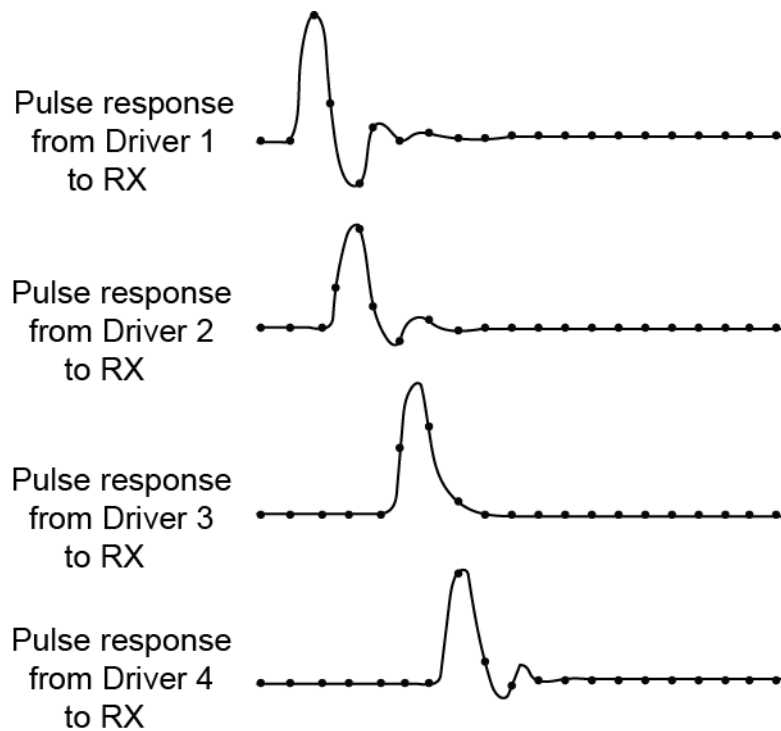 Pulse response
from Driver 1
to RX
Pulse response
from Driver 2
to RX
Pulse response
from Driver 3
to RX
Pulse response
from Driver 4
to RX